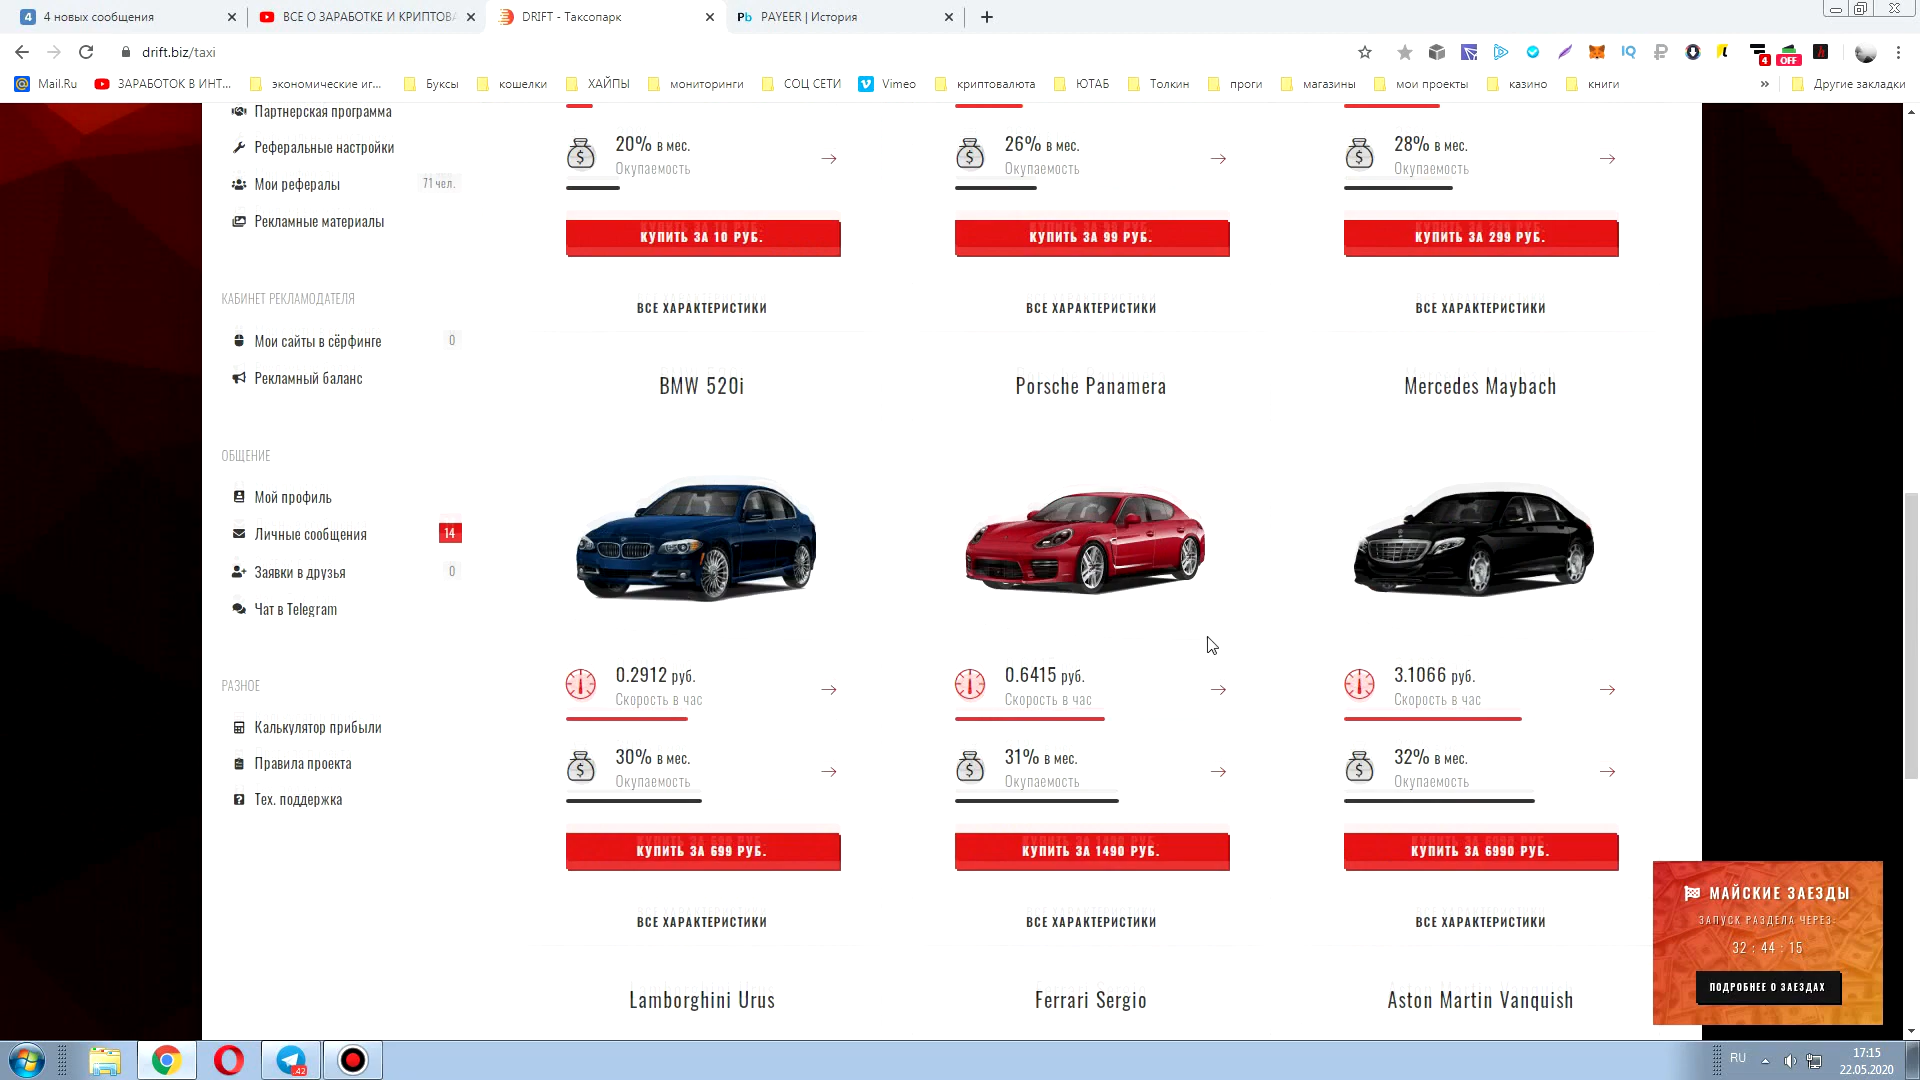 4 новых сообщения
ВСЕ О ЗАРАБОТКЕ И КРИПТОВА
DRIFT - Таксопарк
PAYEER | История
drift.biz/taxi
Mail.Ru
ЗАРАБОТОК В ИНТ...
экономические иг...
Буксы
кошелки
ХАЙПЫ
мониторинги
СОЦ СЕТИ
Vimeo
криптовалюта
ЮТАБ
Толкин
проги
магазины
мои проекты
казино
книги
»
Другие закладки
Партнерская программа
Реферальные настройки
Мои рефералы
71 чел.
Рекламные материалы
КАБИНЕТ РЕКЛАМОДАТЕЛЯ
Мои сайты в сёрфинге
0
Рекламный баланс
ОБЩЕНИЕ
Мой профиль
Личные сообщения
14
Заявки в друзья
0
Чат в Telegram
РАЗНОЕ
Калькулятор прибыли
Правила проекта
Тех. поддержка
20% в мес.
Окупаемость
КУПИТЬ ЗА 10 РУБ.
ВСЕ ХАРАКТЕРИСТИКИ
26% в мес.
Окупаемость
КУПИТЬ ЗА 99 РУБ.
ВСЕ ХАРАКТЕРИСТИКИ
28% в мес.
Окупаемость
КУПИТЬ ЗА 299 РУБ.
ВСЕ ХАРАКТЕРИСТИКИ
BMW 520i
0.2912 руб.
Скорость в час
30% в мес.
Окупаемость
КУПИТЬ ЗА 699 РУБ.
ВСЕ ХАРАКТЕРИСТИКИ
Porsche Panamera
0.6415 руб.
Скорость в час
31% в мес.
Окупаемость
КУПИТЬ ЗА 1490 РУБ.
ВСЕ ХАРАКТЕРИСТИКИ
Mercedes Maybach
3.1066 руб.
Скорость в час
32% в мес.
Окупаемость
КУПИТЬ ЗА 6990 РУБ.
ВСЕ ХАРАКТЕРИСТИКИ
Lamborghini Urus
Ferrari Sergio
Aston Martin Vanquish
МАЙСКИЕ ЗАЕЗДЫ
ЗАПУСК РАЗДЕЛА ЧЕРЕЗ:
32 : 44 : 15
ПОДРОБНЕЕ О ЗАЕЗДАХ
RU
17:15
22.05.2020